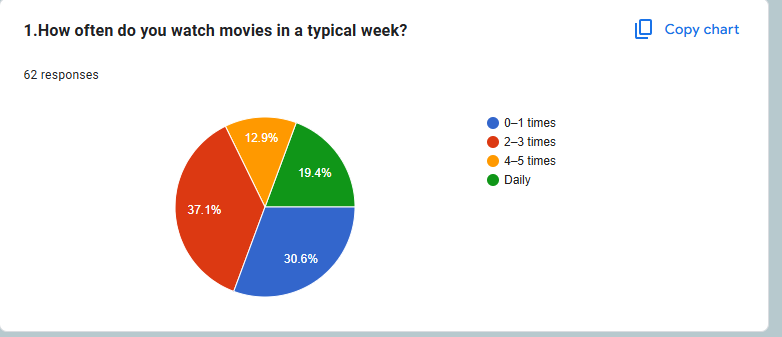 1.How often do you watch movies in a typical week?
Copy chart
62 responses
12.9%
19.4%
37.1%
30.6%
0–1 times
2–3 times
4–5 times
Daily